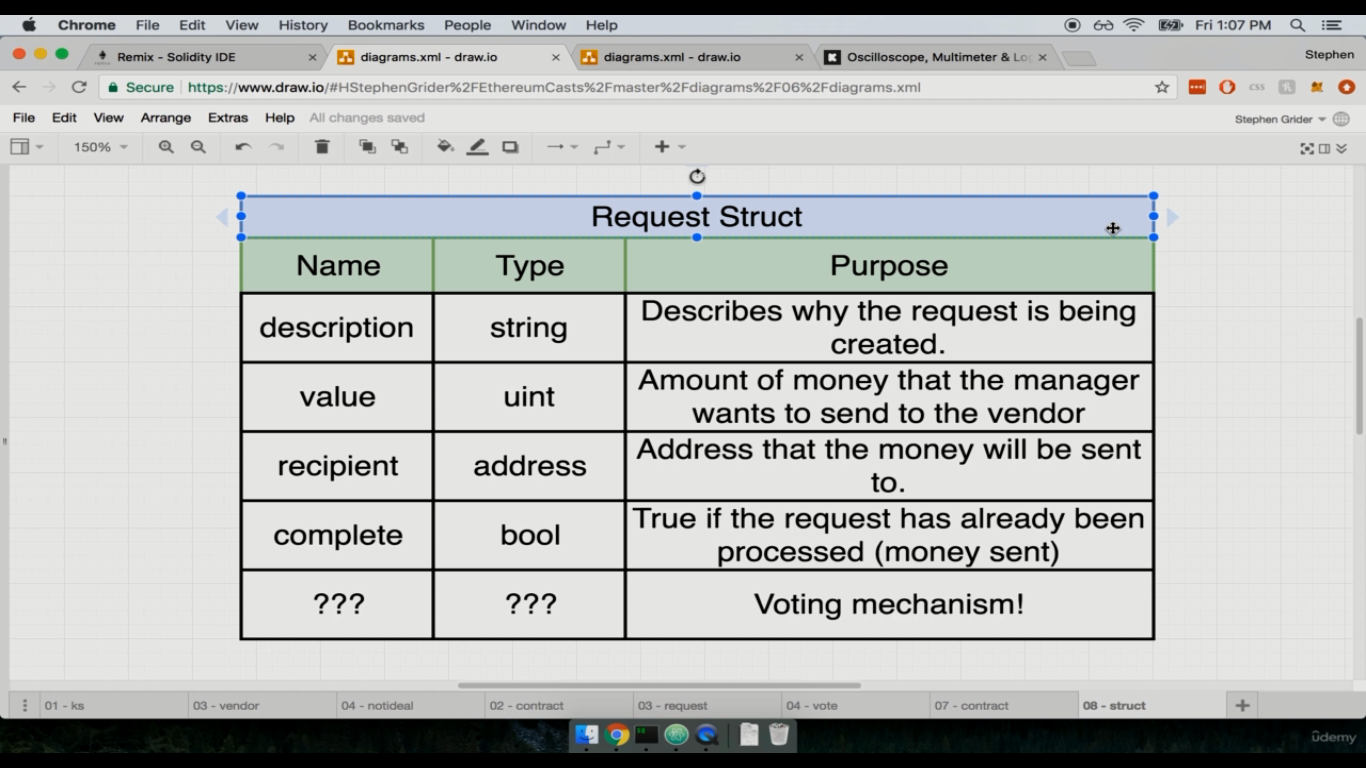 Chrome File Edit View History Bookmarks People Window Help Fri 1:07 PM
Remix - Solidity IDE diagrams.xml - draw.io diagrams.xml - draw.io Oscilloscope, Multimeter & Lo Stephen
Secure https://www.draw.io/#HStephenGrider%2FEthereumCasts%2Fmaster%2Fdiagrams%2F06%2Fdiagrams.xml CSS
File Edit View Arrange Extras Help All changes saved Stephen Grider
150%
Request Struct
Name Type Purpose
description string Describes why the request is being
created.
value uint Amount of money that the manager
wants to send to the vendor
recipient address Address that the money will be sent
to.
complete bool True if the request has already been
processed (money sent)
??? ??? Voting mechanism!
01 - ks 03 - vendor 04 - notideal 02 - contract 03 - request 04 - vote 07 - contract 08 - struct
ûdemy